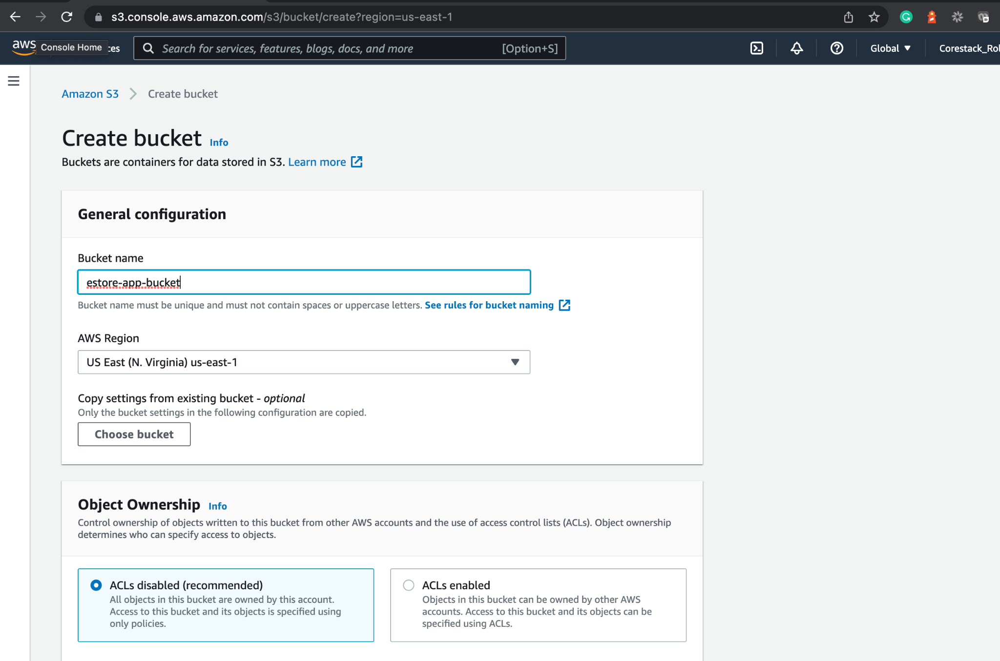 s3.console.aws.amazon.com/s3/bucket/create?region=us-east-1
aws Console Home ces Search for services, features, blogs, docs, and more [Option+S] Global Corestack_Rol
Amazon S3 Create bucket
Create bucket Info
Buckets are containers for data stored in S3. Learn more
General configuration
Bucket name
estore-app-bucket
Bucket name must be unique and must not contain spaces or uppercase letters. See rules for bucket naming
AWS Region
US East (N. Virginia) us-east-1
Copy settings from existing bucket - optional
Only the bucket settings in the following configuration are copied.
Choose bucket
Object Ownership Info
Control ownership of objects written to this bucket from other AWS accounts and the use of access control lists (ACLs). Object ownership
determines who can specify access to objects.
ACLs disabled (recommended)
All objects in this bucket are owned by this account.
Access to this bucket and its objects is specified using
only policies.
ACLs enabled
Objects in this bucket can be owned by other AWS
accounts. Access to this bucket and its objects can be
specified using ACLs.